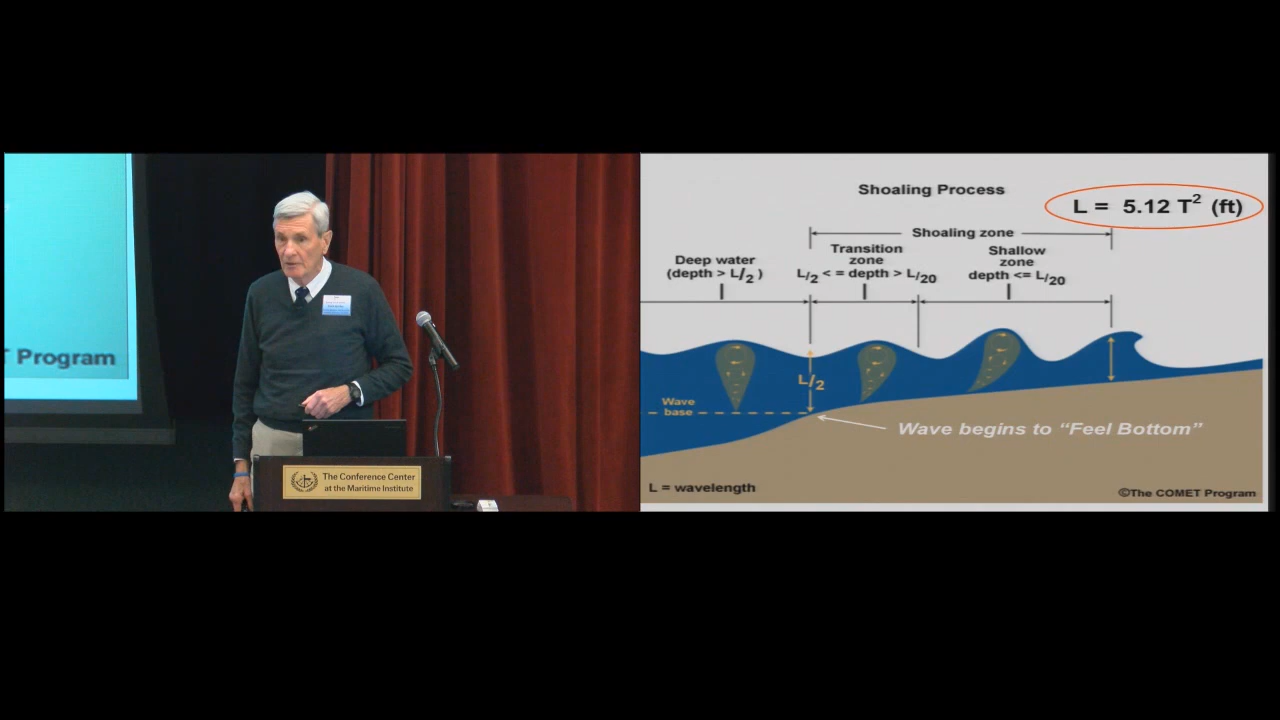 T Program
The Conference Center
at the Maritime Institute
Shoaling Process
L = 5.12 T² (ft)
Shoaling zone
Deep water
(depth > L/2 )
Transition
zone
L/2 < = depth > L/20
Shallow
zone
depth <= L/20
L/2
Wave
base
Wave begins to “Feel Bottom”
L = wavelength
©The COMET Program